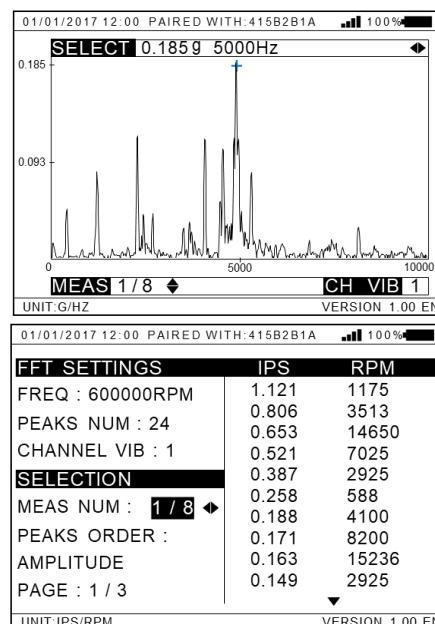 01/01/2017 12:00 PAIRED WITH:415B2B1A 100%
SELECT 0.185g 5000Hz
0.185
0.093
0 5000 10000
MEAS 1/8 CH VIB 1
UNIT:G/HZ VERSION 1.00 EN
01/01/2017 12:00 PAIRED WITH:415B2B1A 100%
FFT SETTINGS
FREQ : 600000RPM
PEAKS NUM : 24
CHANNEL VIB : 1
SELECTION
MEAS NUM : 1 / 8
PEAKS ORDER :
AMPLITUDE
PAGE : 1 / 3
IPS RPM
1.121 1175
0.806 3513
0.653 14650
0.521 7025
0.387 2925
0.258 588
0.188 4100
0.171 8200
0.163 15236
0.149 2925
UNIT:IPS/RPM VERSION 1.00 EN